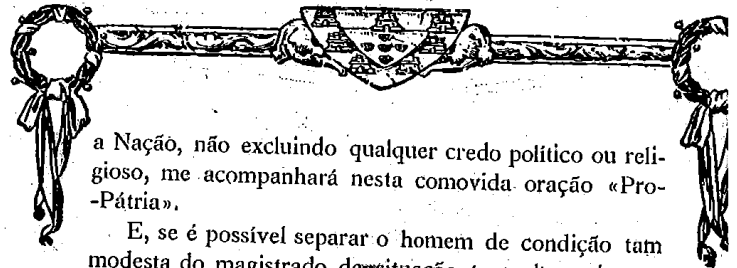 a Nação, não excluindo qualquer credo político ou reli-
gioso, me acompanhará nesta comovida oração «Pro-
-Pátria».
E, se é possível separar o homem de condição tam
modesta do magistrado